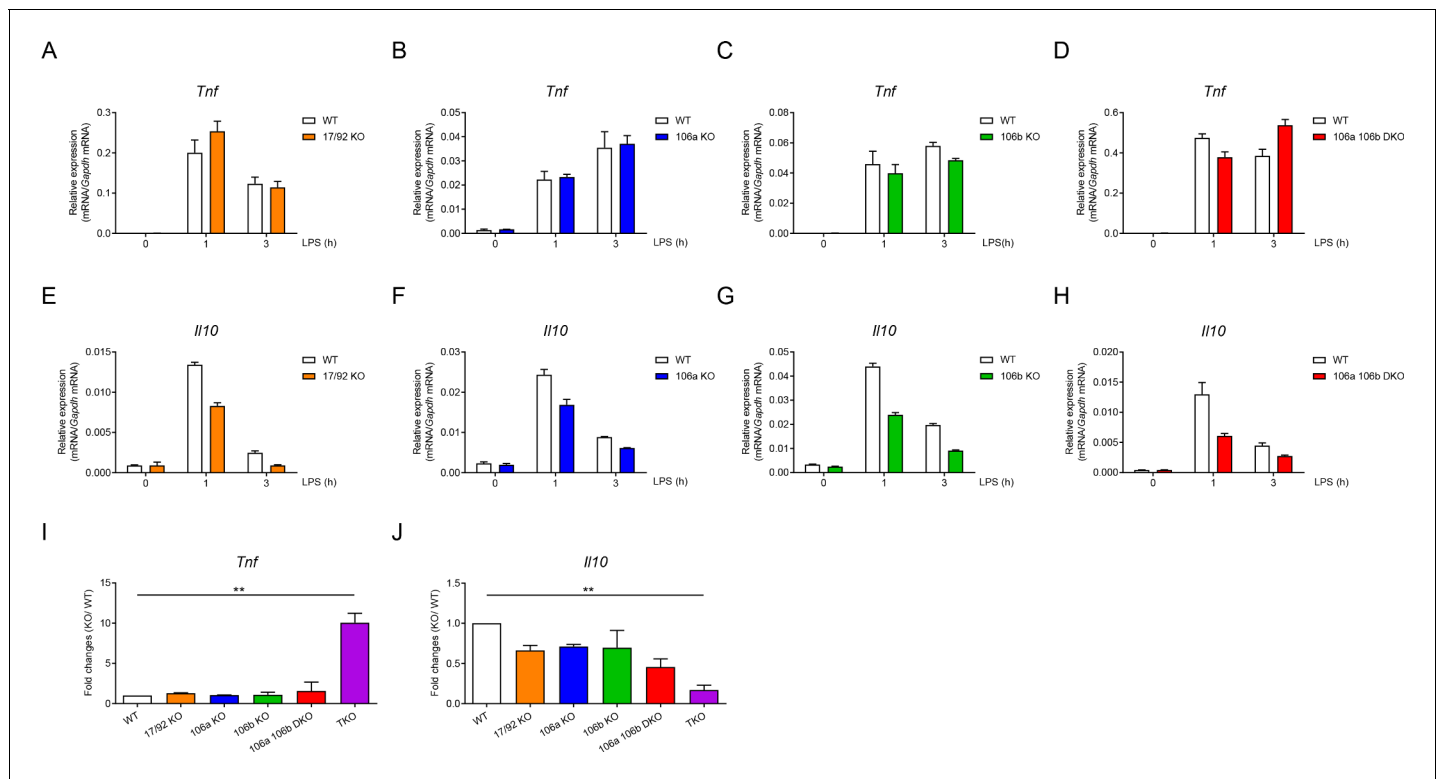 A
Tnf
Relative expression
(mRNA/Gapdh mRNA)
0.3
0.2
0.1
0.0
0
1
3
LPS (h)
WT
17/92 KO
B
Tnf
Relative expression
(mRNA/Gapdh mRNA)
0.05
0.04
0.03
0.02
0.01
0.00
0
1
3
LPS (h)
WT
106a KO
C
Tnf
Relative expression
(mRNA/Gapdh mRNA)
0.08
0.06
0.04
0.02
0.00
0
1
3
LPS(h)
WT
106b KO
D
Tnf
Relative expression
(mRNA/Gapdh mRNA)
0.6
0.4
0.2
0.0
0
1
3
LPS (h)
WT
106a 106b DKO
E
Il10
Relative expression
(mRNA/Gapdh mRNA)
0.015
0.010
0.005
0.000
0
1
3
LPS (h)
WT
17/92 KO
F
Il10
Relative expression
(mRNA/Gapdh mRNA)
0.03
0.02
0.01
0.00
0
1
3
LPS (h)
WT
106a KO
G
Il10
Relative expression
(mRNA/Gapdh mRNA)
0.05
0.04
0.03
0.02
0.01
0.00
0
1
3
LPS (h)
WT
106b KO
H
Il10
Relative expression
(mRNA/Gapdh mRNA)
0.020
0.015
0.010
0.005
0.000
0
1
3
LPS (h)
WT
106a 106b DKO
I
Tnf
Fold changes (KO/ WT)
15
10
5
0
**
WT
17/92 KO
106a KO
106b KO
106a 106b DKO
TKO
J
Il10
Fold changes (KO/ WT)
1.5
1.0
0.5
0.0
**
WT
17/92 KO
106a KO
106b KO
106a 106b DKO
TKO